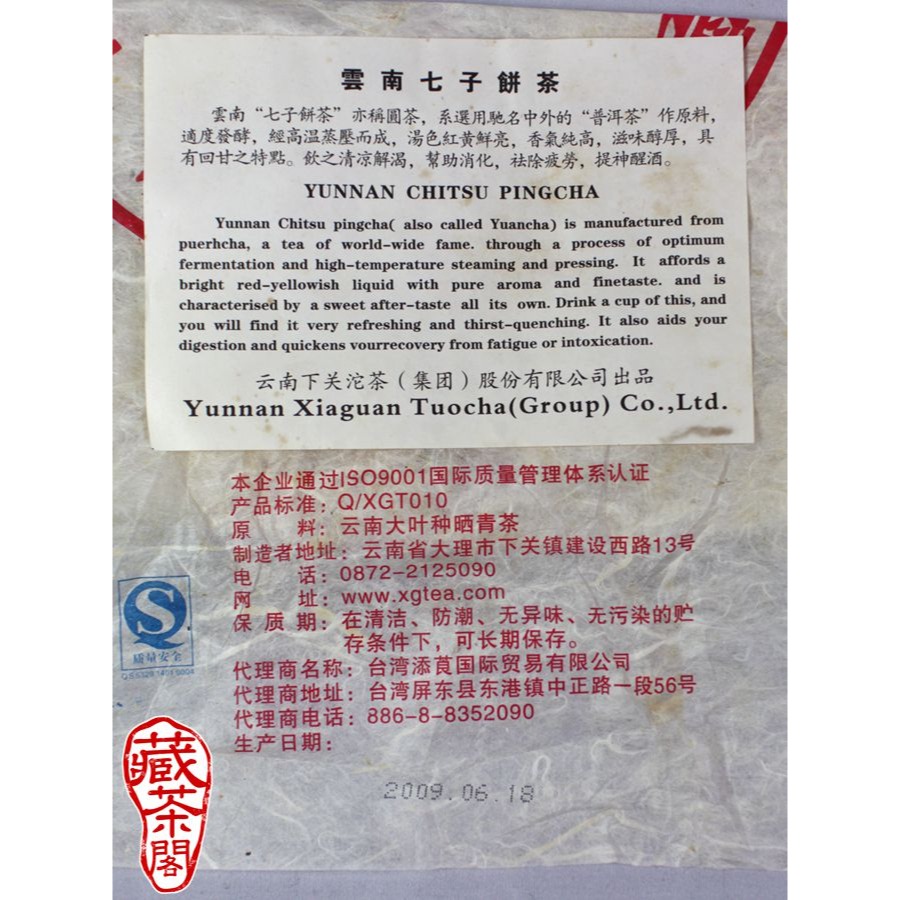 雲南七子餅茶
雲南“七子餅茶”亦稱圓茶，系選用馳名中外的“普洱茶”作原料，
適度發酵，經高温蒸壓而成，湯色紅黄鮮亮，香氣純高，滋味醇厚，具
有回甘之特點。飲之清凉解渴，幫助消化，祛除疲勞，提神醒酒。
YUNNAN CHITSU PINGCHA
Yunnan Chitsu pingcha( also called Yuancha) is manufactured from
puerhcha, a tea of world-wide fame. through a process of optimum
fermentation and high-temperature steaming and pressing. It affords a
bright red-yellowish liquid with pure aroma and finetaste. and is
characterised by a sweet after-taste all its own. Drink a cup of this, and
you will find it very refreshing and thirst-quenching. It also aids your
digestion and quickens vourrecovery from fatigue or intoxication.
云南下关沱茶（集团）股份有限公司出品
Yunnan Xiaguan Tuocha(Group) Co.,Ltd.
本企业通过ISO9001国际质量管理体系认证
产品标准：Q/XGT010
原料：云南大叶种晒青茶
制造者地址：云南省大理市下关镇建设西路13号
电话：0872-2125090
网址：www.xgtea.com
保质期：在清洁、防潮、无异味、无污染的贮
存条件下，可长期保存。
代理商名称：台湾添莨国际贸易有限公司
代理商地址：台湾屏东县东港镇中正路一段56号
代理商电话：886-8-8352090
生产日期：
2009.06.18
质量安全
藏茶閣